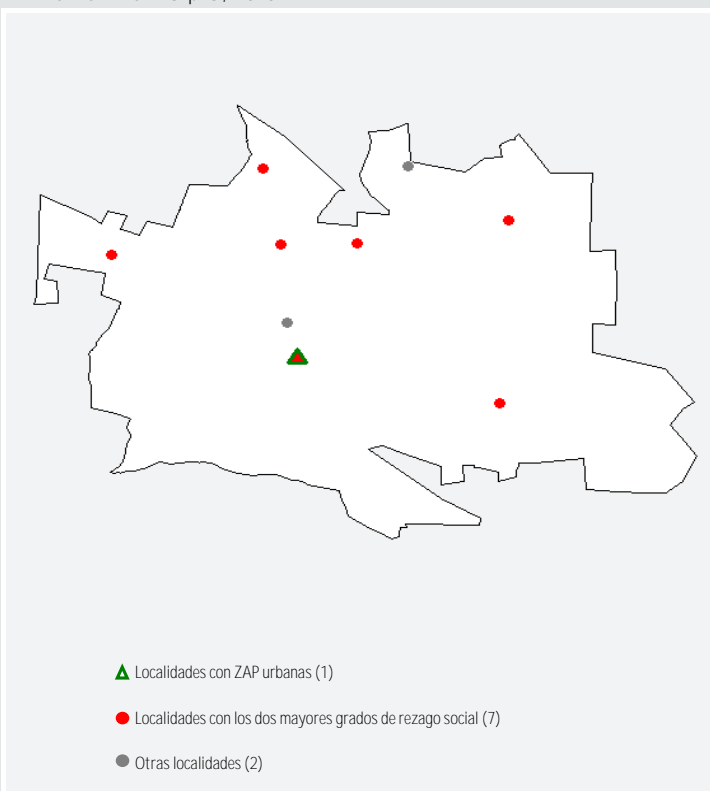 Localidades con ZAP urbanas (1)
Localidades con los dos mayores grados de rezago social (7)
Otras localidades (2)